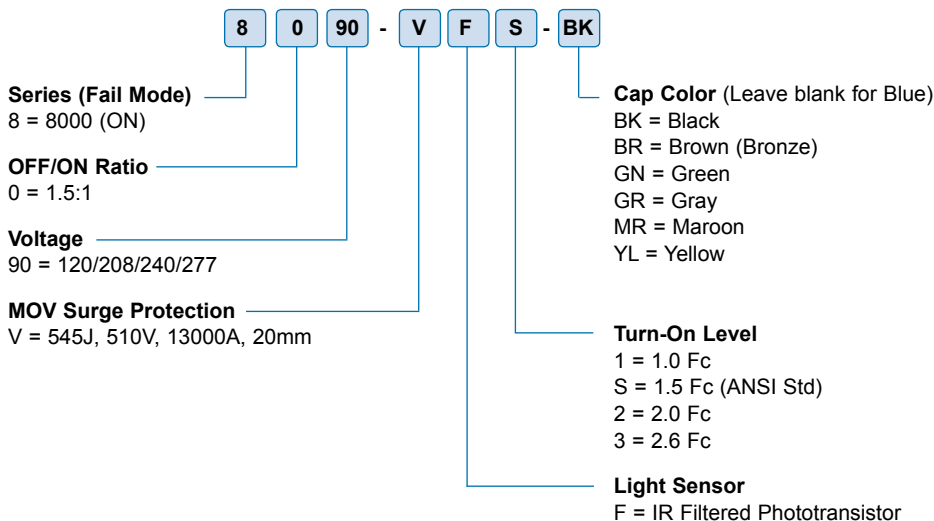 8 0 90 - V F S - BK
Series (Fail Mode)
8 = 8000 (ON)
OFF/ON Ratio
0 = 1.5:1
Voltage
90 = 120/208/240/277
MOV Surge Protection
V = 545J, 510V, 13000A, 20mm
Cap Color (Leave blank for Blue)
BK = Black
BR = Brown (Bronze)
GN = Green
GR = Gray
MR = Maroon
YL = Yellow
Turn-On Level
1 = 1.0 Fc
S = 1.5 Fc (ANSI Std)
2 = 2.0 Fc
3 = 2.6 Fc
Light Sensor
F = IR Filtered Phototransistor